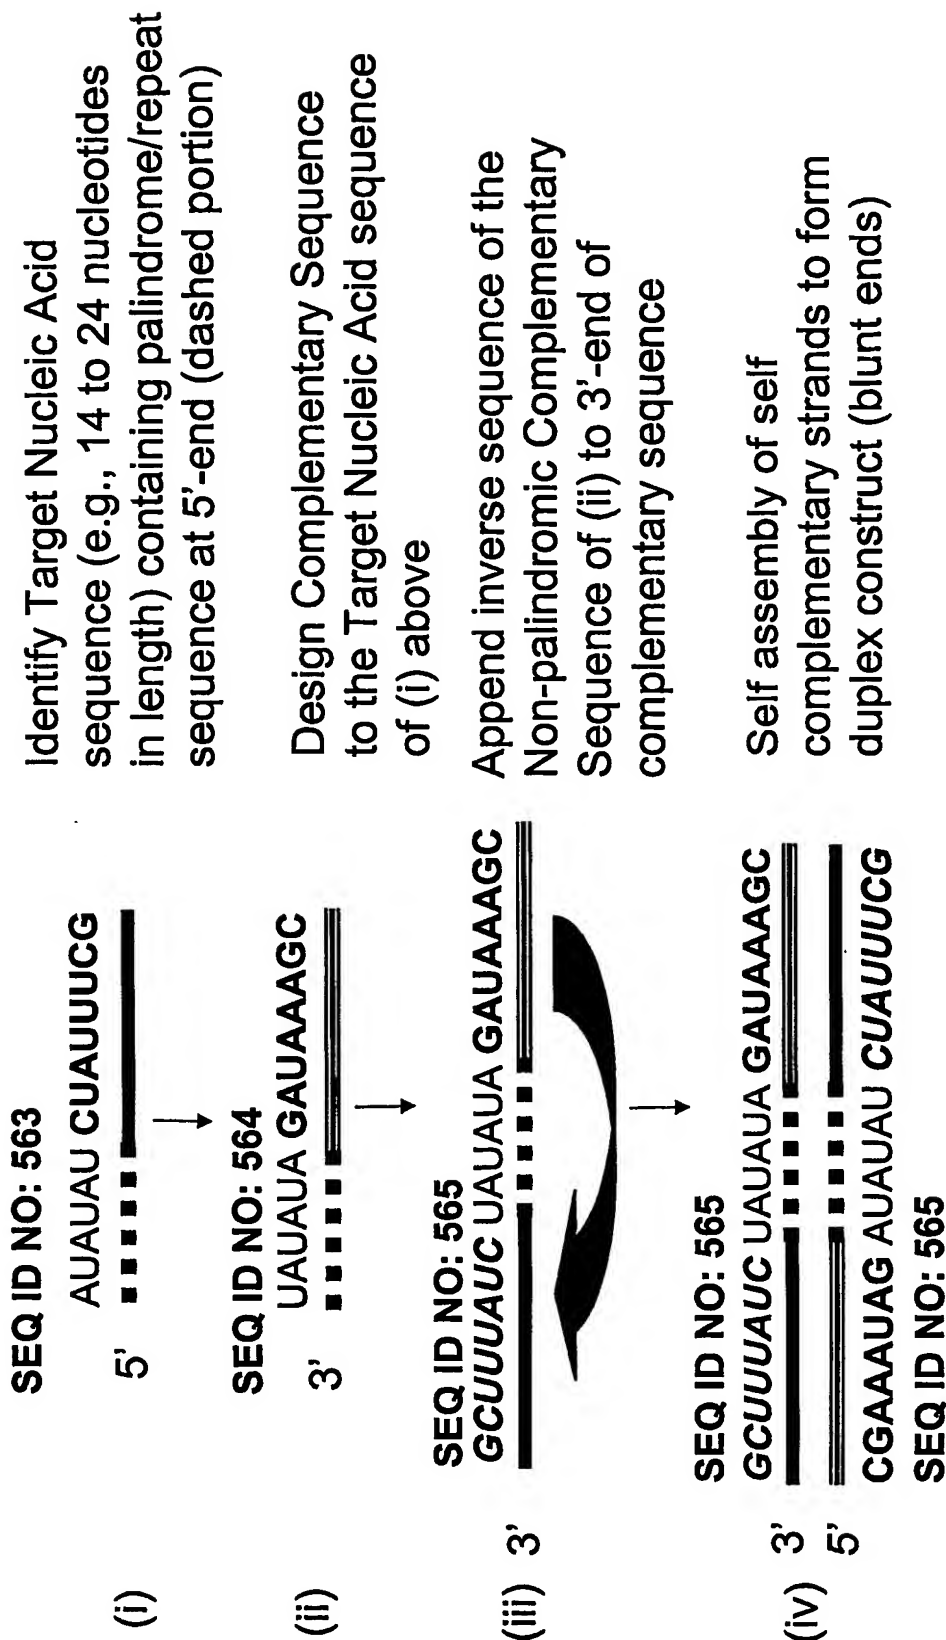 (i)
SEQ ID NO: 563
AUAUAU CUAUUUCG
5'
Identify Target Nucleic Acid
sequence (e.g., 14 to 24 nucleotides
in length) containing palindrome/repeat
sequence at 5'-end (dashed portion)
(ii)
SEQ ID NO: 564
UAUAUA GAUAAAGC
3'
Design Complementary Sequence
to the Target Nucleic Acid sequence
of (i) above
(iii)
SEQ ID NO: 565
GCUUUAUC UAUAUA GAUAAAGC
3'
Append inverse sequence of the
Non-palindromic Complementary
Sequence of (ii) to 3'-end of
complementary sequence
(iv)
SEQ ID NO: 565
GCUUUAUC UAUAUA GAUAAAGC
3'
5'
CGAAAUAG AUAUAU CUAUUUCG
SEQ ID NO: 565
Self assembly of self
complementary strands to form
duplex construct (blunt ends)